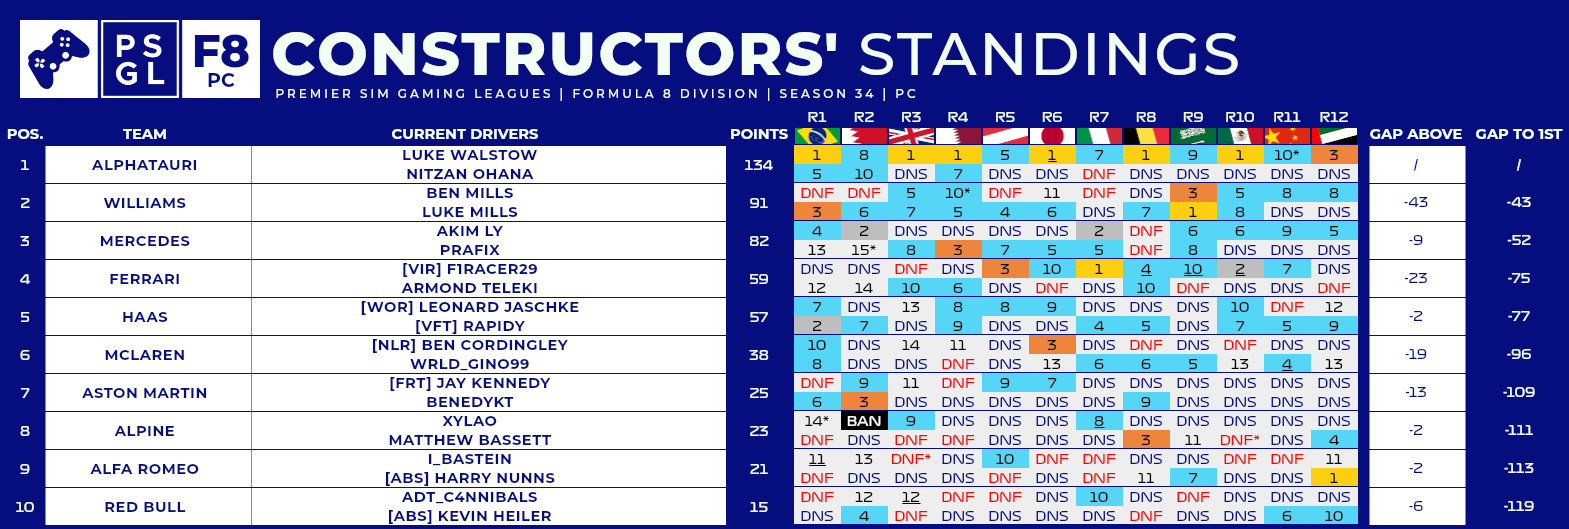 PS GL F8 PC CONSTRUCTORS' STANDINGS
PREMIER SIM GAMING LEAGUES | FORMULA 8 DIVISION | SEASON 34 | PC
R1 R2 R3 R4 R5 R6 R7 R8 R9 R10 R11 R12
POS. TEAM CURRENT DRIVERS POINTS GAP ABOVE GAP TO 1ST
LUKE WALSTOW 1 8 1 1 5 1 7 1 9 1 10* 3
1 ALPHATAURI 134 / /
NITZAN OHANA 5 10 DNS 7 DNS DNS DNF DNS DNS DNS DNS DNS
BEN MILLS DNF DNF 5 10* DNF 11 DNF DNS 3 5 8 8
2 WILLIAMS 91 -43 -43
LUKE MILLS 3 6 7 5 4 6 DNS 7 1 8 DNS DNS
AKIM LY 4 2 DNS DNS DNS DNS 2 DNF 6 6 9 5
3 MERCEDES 82 -9 -52
PRAFIX 13 15* 8 3 7 5 5 DNF 8 DNS DNS DNS
[VIR] F1RACER29 DNS DNS DNF DNS 3 10 1 4 10 2 7 DNS
4 FERRARI 59 -23 -75
ARMOND TELEKI 12 14 10 6 DNS DNF DNS 10 DNF DNS DNS DNF
[WOR] LEONARD JASCHKE 7 DNS 13 8 8 9 DNS DNS DNS 10 DNF 12
5 HAAS 57 -2 -77
[VFT] RAPIDY 2 7 DNS 9 DNS DNS 4 5 DNS 7 5 9
[NLR] BEN CORDINGLEY 10 DNS 14 11 DNS 3 DNS DNF DNS DNF DNS DNS
6 MCLAREN 38 -19 -96
WRLD_GINO99 8 DNS DNS DNF DNS 13 6 6 5 13 4 13
[FRT] JAY KENNEDY DNF 9 11 DNF 9 7 DNS DNS DNS DNS DNS DNS
7 ASTON MARTIN 25 -13 -109
BENEDYKT 6 3 DNS DNS DNS DNS DNS 9 DNS DNS DNS DNS
XYLAO 14* BAN 9 DNS DNS DNS 8 DNS DNS DNS DNS DNS
8 ALPINE 23 -2 -111
MATTHEW BASSETT DNF DNS DNF DNF DNS DNS DNS 3 11 DNF* DNS 4
I_BASTEIN 11 13 DNF* DNS 10 DNF DNF DNS DNS DNF DNF 11
9 ALFA ROMEO 21 -2 -113
[ABS] HARRY NUNNS DNF DNS DNS DNS DNF DNS DNF 11 7 DNS DNS 1
ADT_C4NNIBALS DNF 12 12 DNF DNF DNS 10 DNS DNF DNS DNS DNS
10 RED BULL 15 -6 -119
[ABS] KEVIN HEILER DNS 4 DNF DNS DNS DNS DNS DNF DNS DNS 6 10